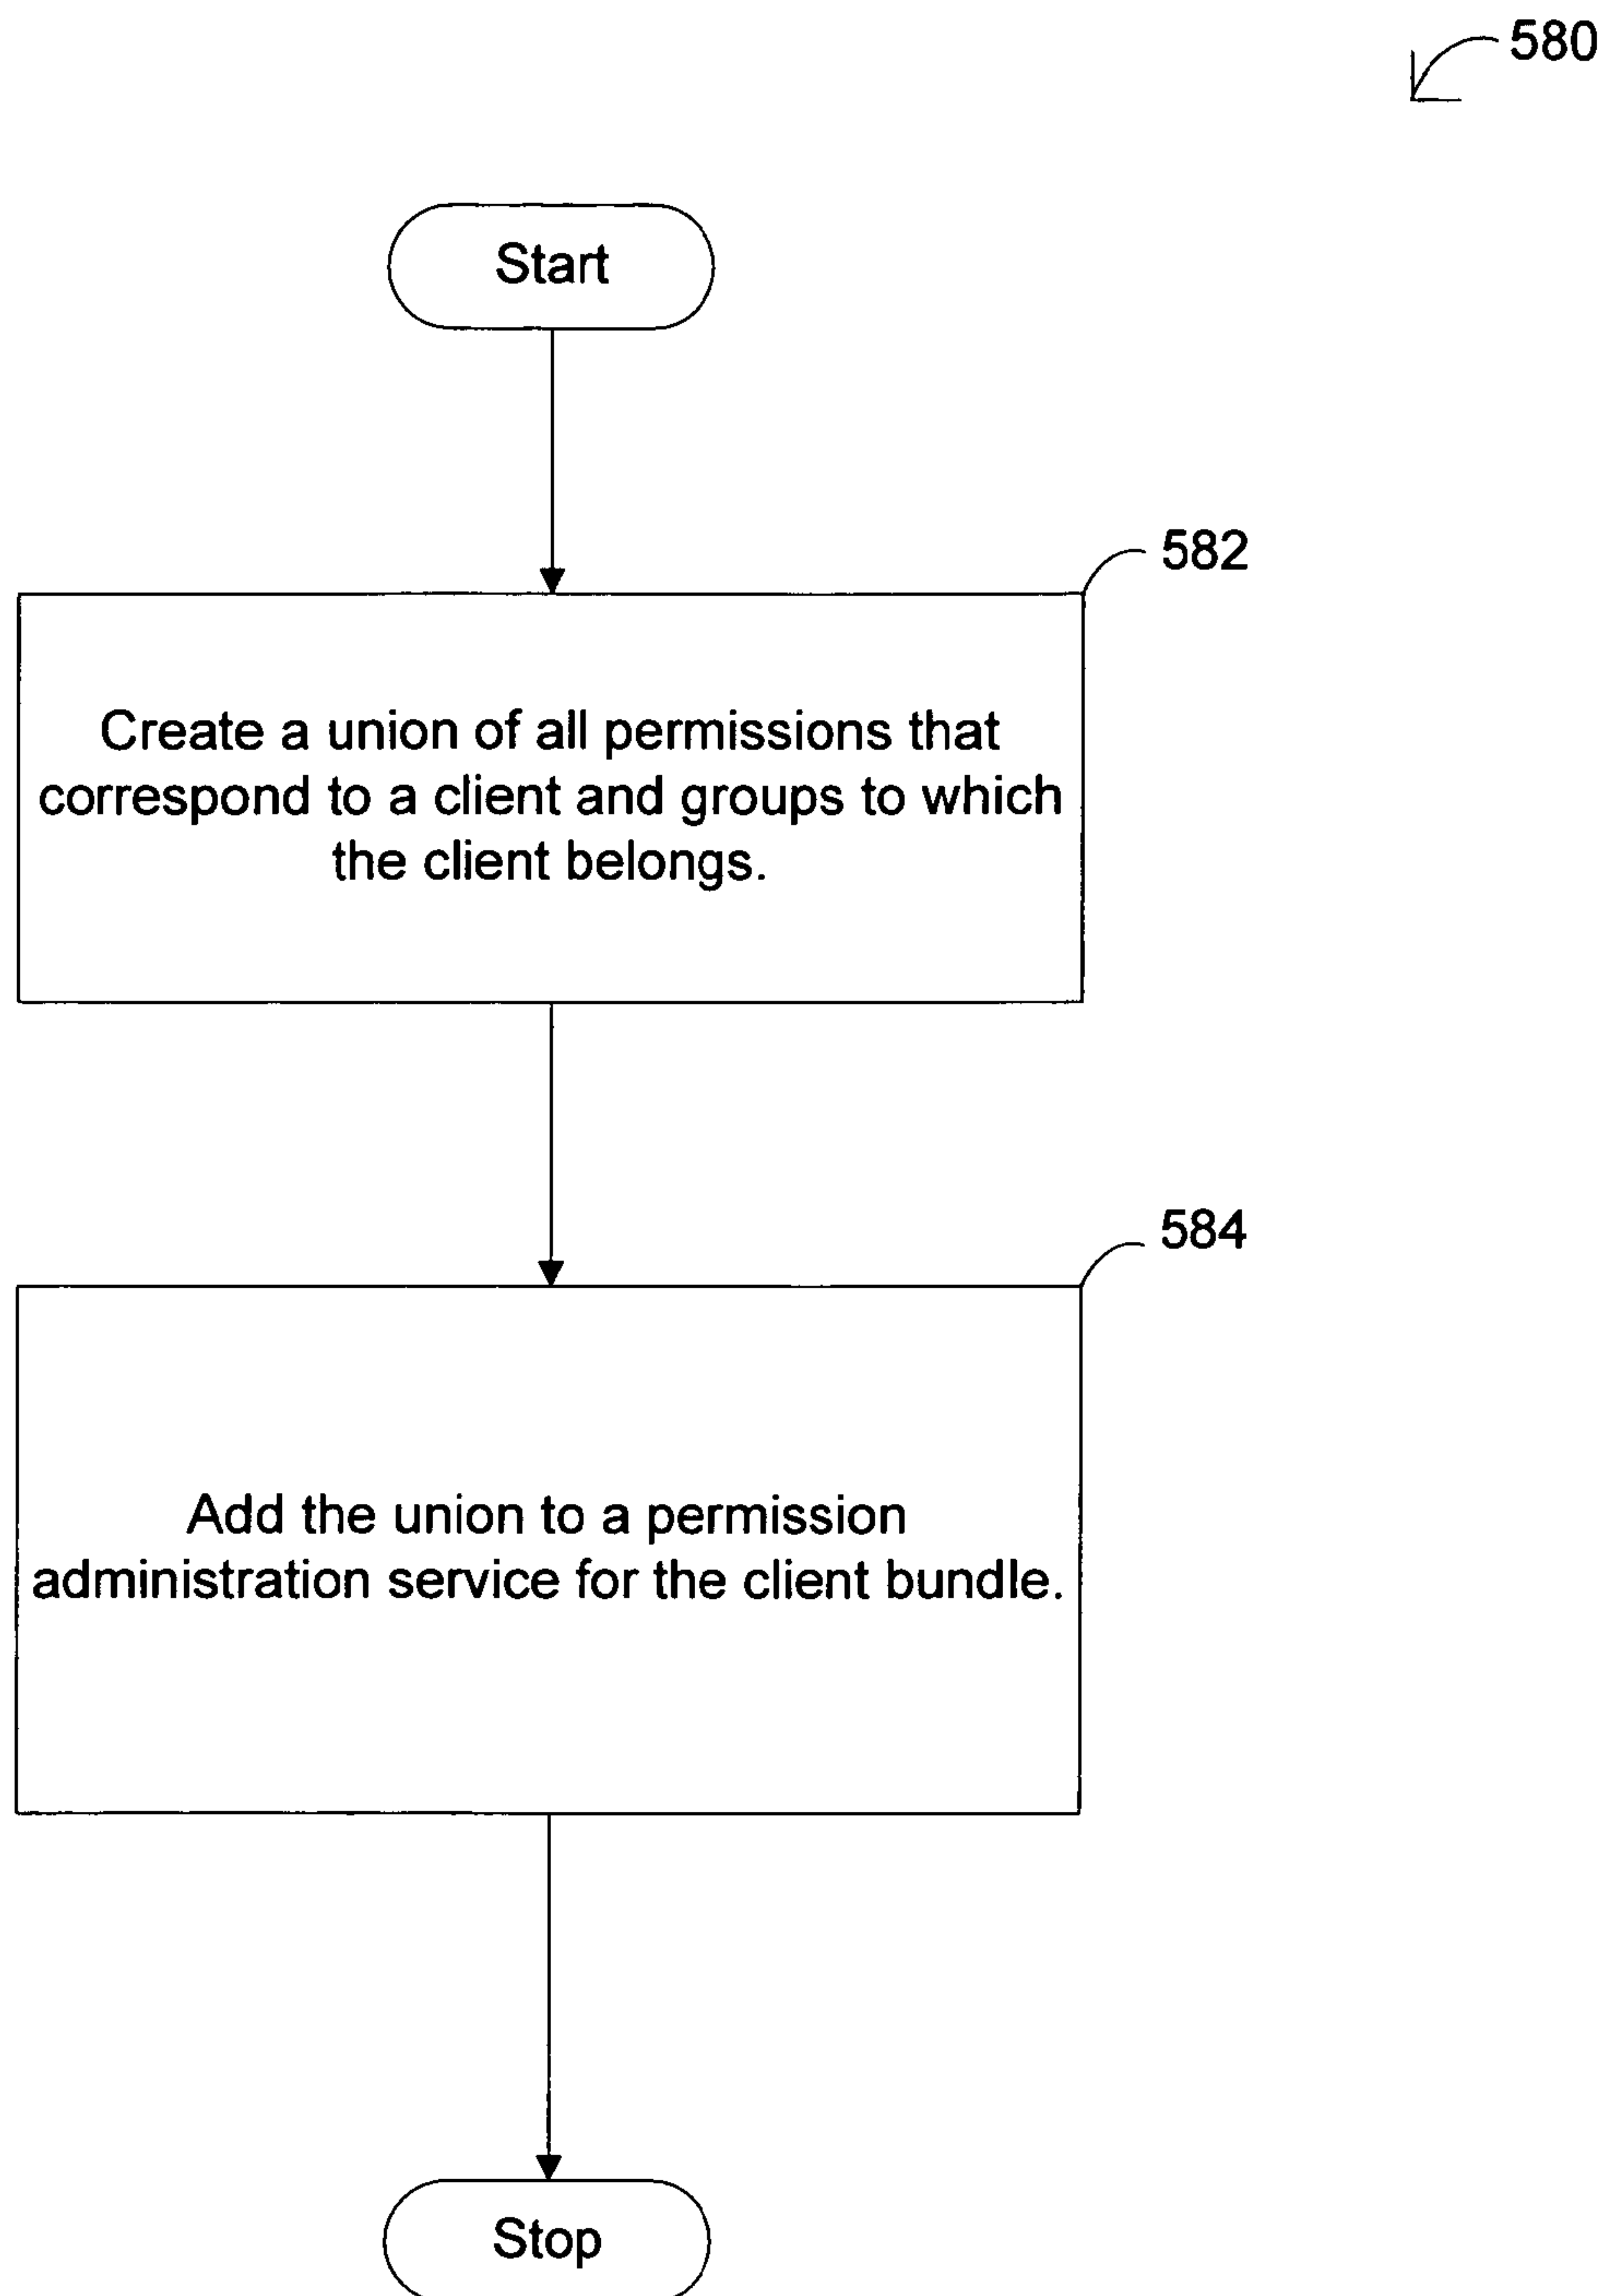 580
Start
582
Create a union of all permissions that
correspond to a client and groups to which
the client belongs.
584
Add the union to a permission
administration service for the client bundle.
Stop